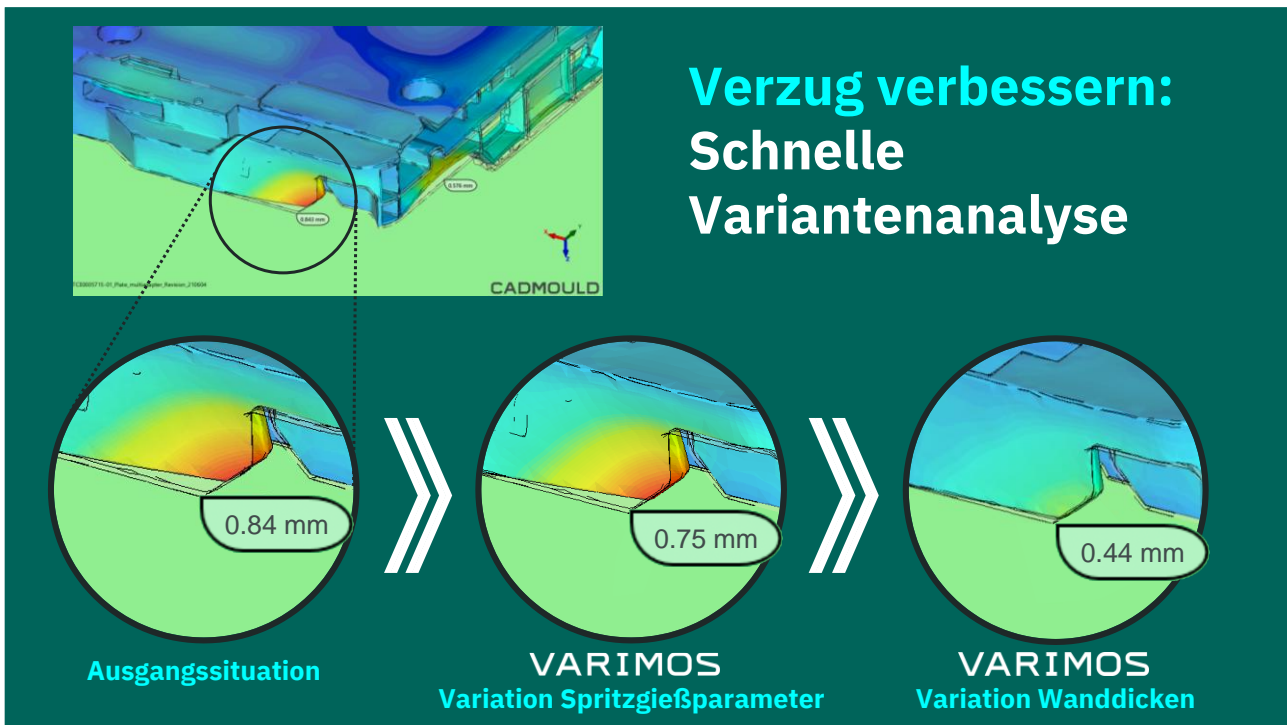 Verzug verbessern:
Schnelle
Variantenanalyse
0.576 mm
0.843 mm
CADMOULD
0.84 mm
0.75 mm
0.44 mm
Ausgangssituation
VARIMOS
Variation Spritzgießparameter
VARIMOS
Variation Wanddicken